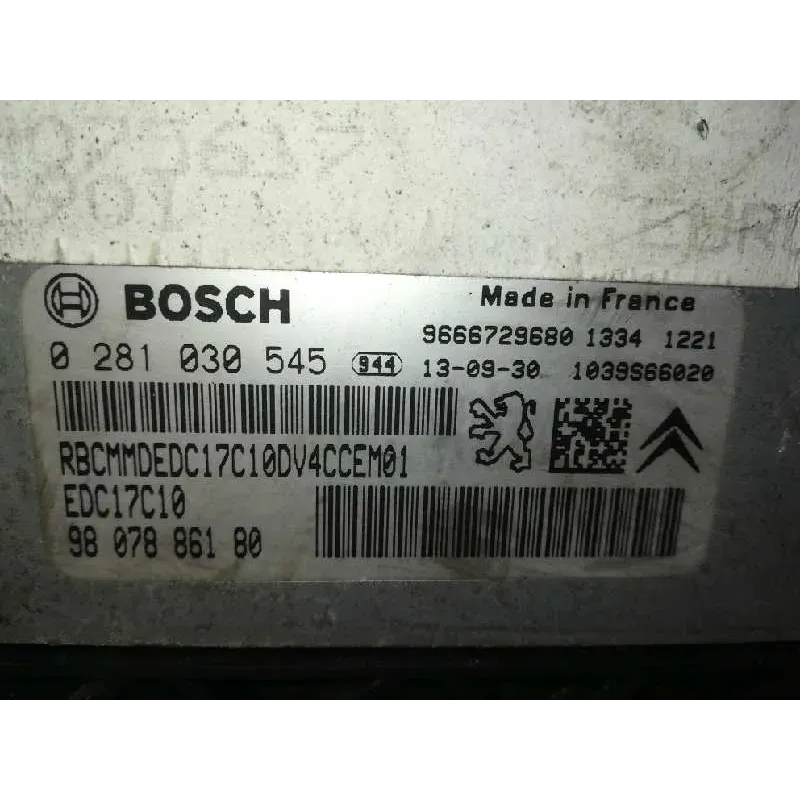 BOSCH
Made in France
9666729680 1334 1221
0 281 030 545 944 13-09-30 1039S66020
RBCMMDEDC17C10DV4CCEM01
EDC17C10
98 078 861 80